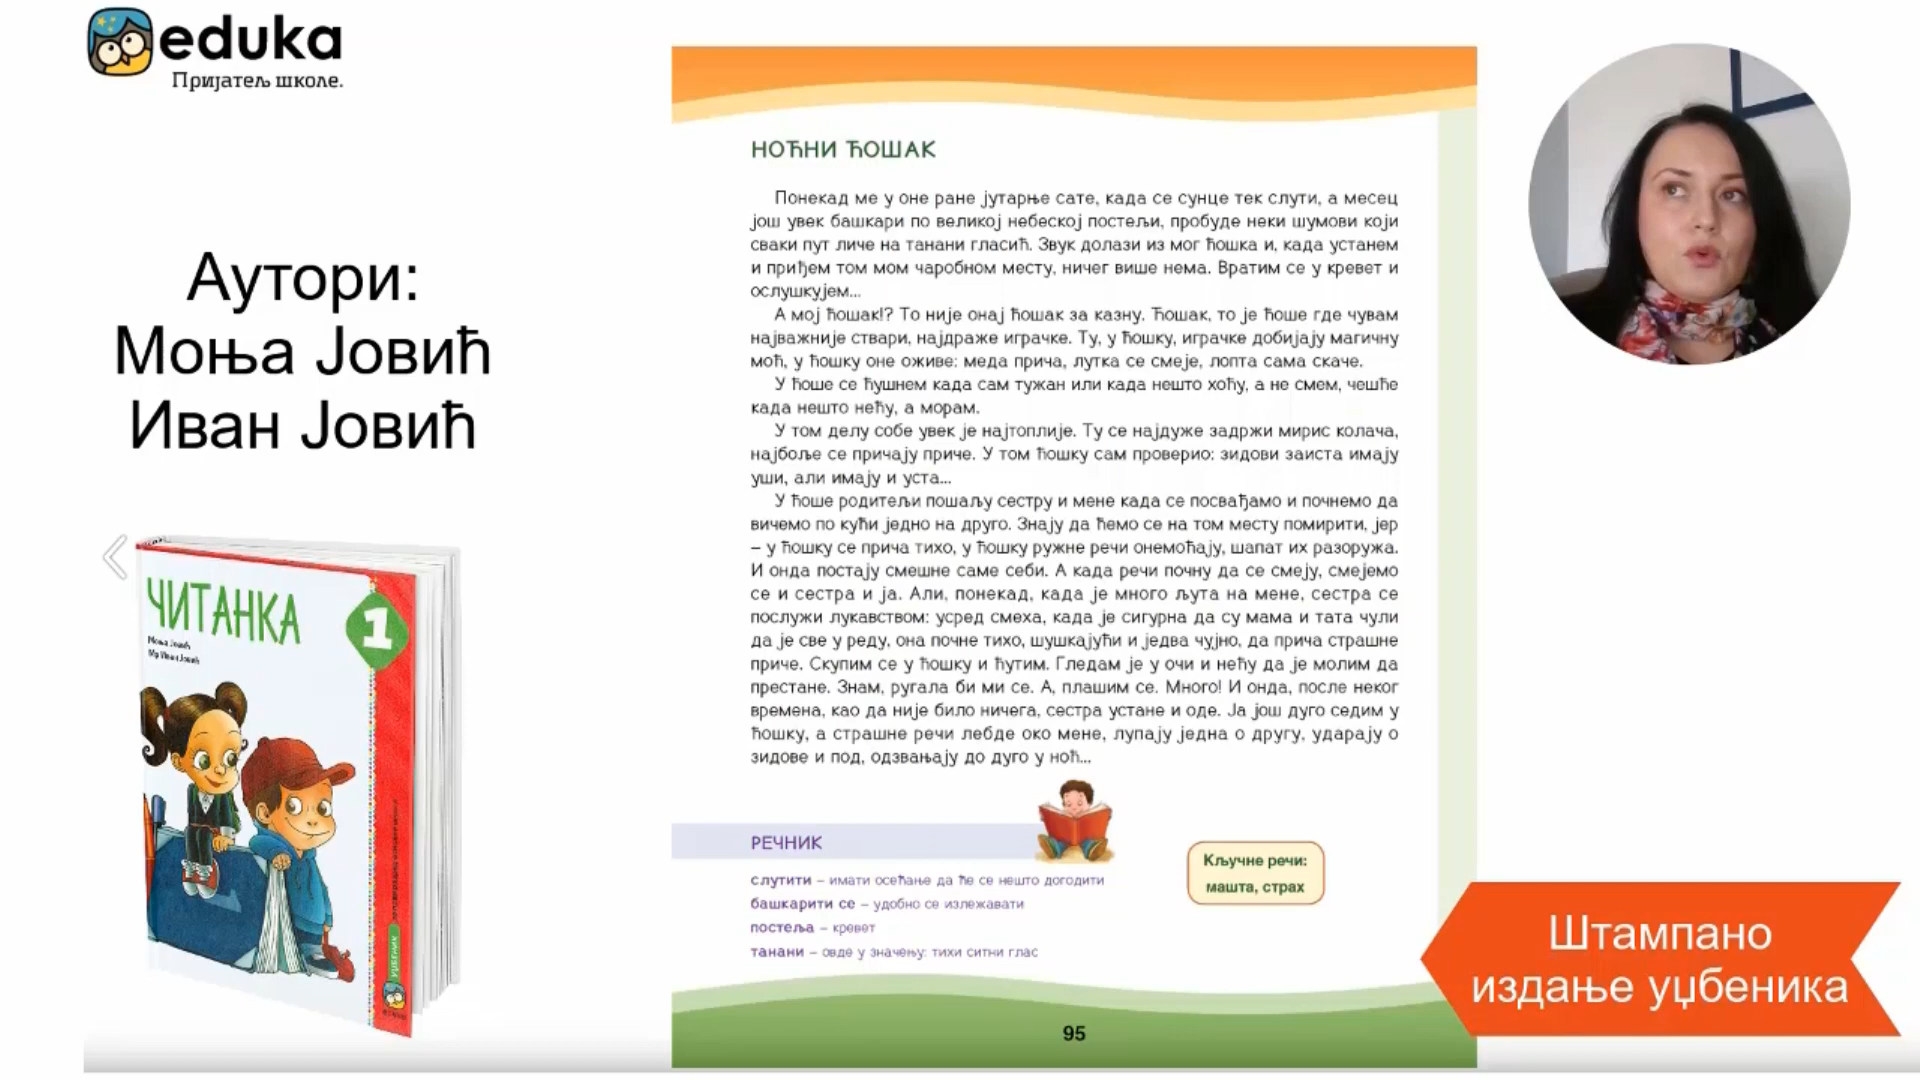 eduka
Пријатељ школе.
Аутори:
Моња Јовић
Иван Јовић
ЧИТАНКА
1
Моња Јовић
Мр Иван Јовић
УЏБЕНИК
НОЋНИ ЋОШАК
Понекад ме у оне ране јутарње сате, када се сунце тек слути, а месец
још увек башкари по великој небеској постељи, пробуде неки шумови који
сваки пут личе на танани гласић. Звук долази из мог ћошка и, када устанем
и приђем том мом чаробном месту, ничег више нема. Вратим се у кревет и
ослушкујем...
А мој ћошак!? То није онај ћошак за казну. Ћошак, то је ћоше где чувам
најважније ствари, најдраже играчке. Ту, у ћошку, играчке добијају магичну
моћ, у ћошку оне оживе: меда прича, лутка се смеје, лопта сама скаче.
У ћоше се ћушнем када сам тужан или када нешто хоћу, а не смем, чешће
када нешто нећу, а морам.
У том делу собе увек је најтоплије. Ту се најдуже задржи мирис колача,
најбоље се причају приче. У том ћошку сам проверио: зидови заиста имају
уши, али имају и уста...
У ћоше родитељи пошаљу сестру и мене када се посвађамо и почнемо да
вичемо по кући једно на друго. Знају да ћемо се на том месту помирити, јер
– у ћошку се прича тихо, у ћошку ружне речи онемоћају, шапат их разоружа.
И онда постају смешне саме себи. А када речи почну да се смеју, смејемо
се и сестра и ја. Али, понекад, када је много љута на мене, сестра се
послужи лукавством: усред смеха, када је сигурна да су мама и тата чули
да је све у реду, она почне тихо, шушкајући и једва чујно, да прича страшне
приче. Скупим се у ћошку и ћутим. Гледам је у очи и нећу да је молим да
престане. Знам, ругала би ми се. А, плашим се. Много! И онда, после неког
времена, као да није било ничега, сестра устане и оде. Ја још дуго седим у
ћошку, а страшне речи лебде око мене, лупају једна о другу, ударају о
зидове и под, одзвањају до дуго у ноћ...
РЕЧНИК
слутити – имати осећање да ће се нешто догодити
башкарити се – удобно се излежавати
постеља – кревет
танани – овде у значењу: тихи ситни глас
Кључне речи:
машта, страх
95
Штампано
издање уџбеника